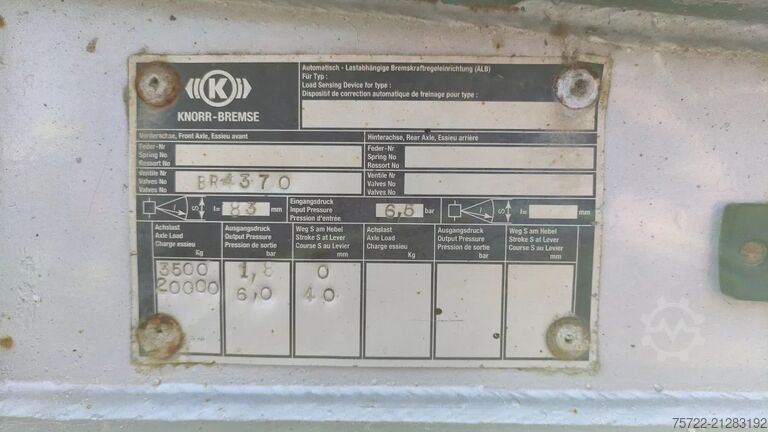 KNORR-BREMSE
Automatisch - Lastabhängige Bremskraftregeleinrichtung (ALB)
Für Typ :
Load Sensing Device for type :
Dispositif de correction automatique de freinage pour type :
Vorderachse, Front Axle, Essieu avant
Hinterachse, Rear Axle, Essieu arrière
Feder-Nr
Spring No
Ressort No
Feder-Nr
Spring No
Ressort No
Ventile Nr
Valves No
Valves No
BR4370
Ventile Nr
Valves No
Valves No
S
l= 83 mm
Eingangsdruck
Input Pressure
Pression d'entrée
6,5 bar
S
l= mm
Achslast
Axle Load
Charge essieu
Kg
Ausgangsdruck
Output Pressure
Pression de sortie
bar
Weg S am Hebel
Stroke S at Lever
Course S au Levier
mm
Achslast
Axle Load
Charge essieu
Kg
Ausgangsdruck
Output Pressure
Pression de sortie
bar
Weg S am Hebel
Stroke S at Lever
Course S au Levier
mm
3500 1,8 0
20000 6,0 40
75722-21283192